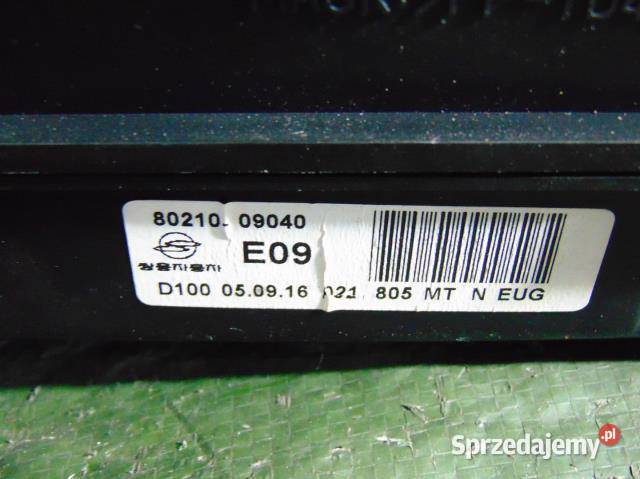 80210-09040
E09
쌍용자동차
D100 05.09.16 021 805 MT N EUG
Sprzedajemy.pl